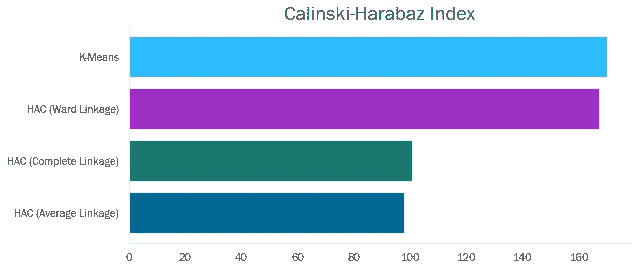 Calinski-Harabaz Index
K-Means
HAC (Ward Linkage)
HAC (Complete Linkage)
HAC (Average Linkage)
0 20 40 60 80 100 120 140 160